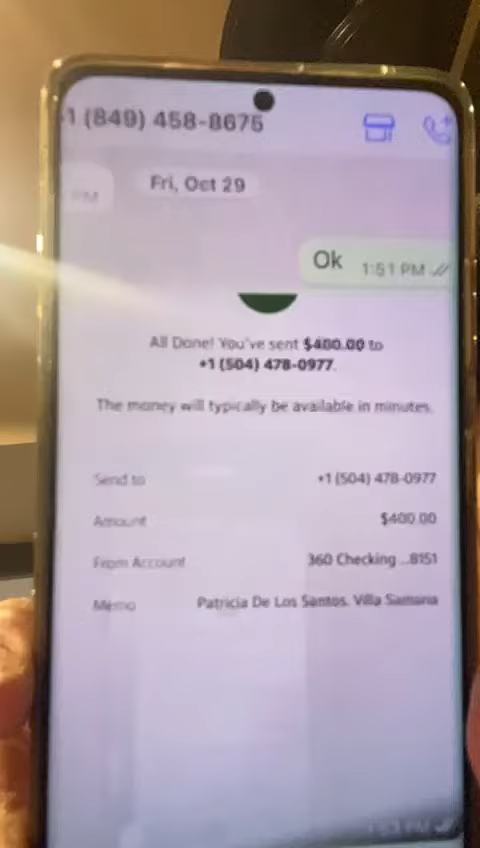 +1 (849) 458-8675
PM
Fri, Oct 29
Ok 1:51 PM
All Done! You've sent $400.00 to
+1 (504) 478-0977.
The money will typically be available in minutes.
Send to +1 (504) 478-0977
Amount $400.00
From Account 360 Checking ...8151
Memo Patricia De Los Santos. Villa Samana